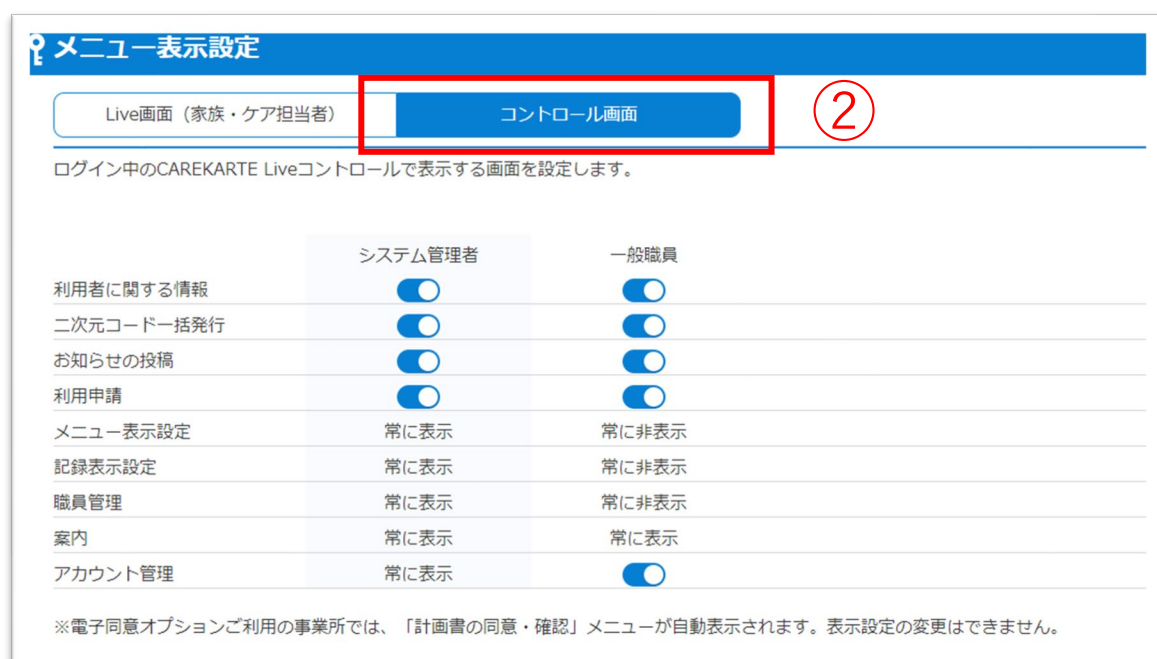 メニュー表示設定
Live画面（家族・ケア担当者） コントロール画面 ②
ログイン中のCAREKARTE Liveコントロールで表示する画面を設定します。
システム管理者 一般職員
利用者に関する情報
二次元コード一括発行
お知らせの投稿
利用申請
メニュー表示設定 常に表示 常に非表示
記録表示設定 常に表示 常に非表示
職員管理 常に表示 常に非表示
案内 常に表示 常に表示
アカウント管理 常に表示
※電子同意オプションご利用の事業所では、「計画書の同意・確認」メニューが自動表示されます。表示設定の変更はできません。